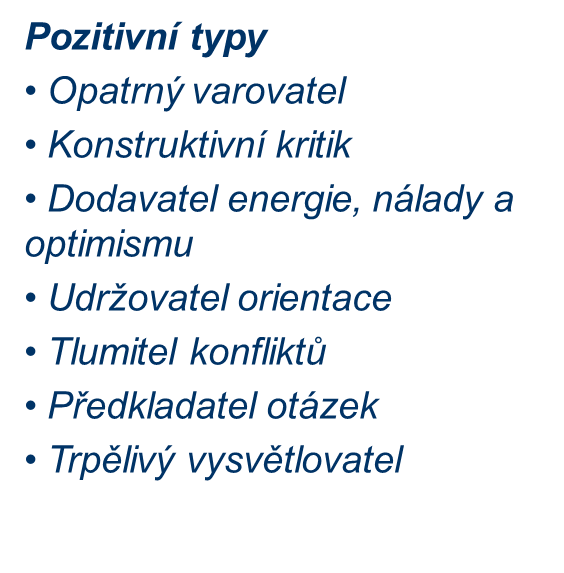 Pozitivní typy
• Opatrný varovatel
• Konstruktivní kritik
• Dodavatel energie, nálady a
optimismu
• Udržovatel orientace
• Tlumitel konfliktů
• Předkladatel otázek
• Trpělivý vysvětlovatel